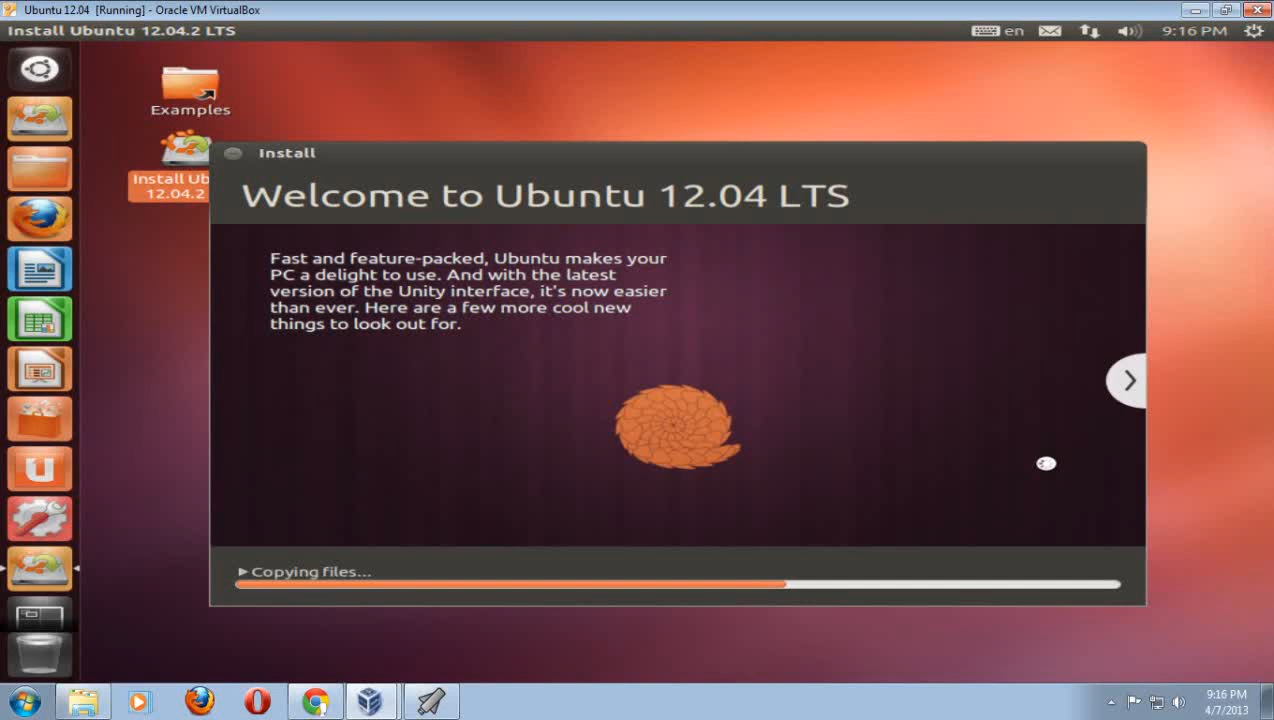 Ubuntu 12.04 [Running] - Oracle VM VirtualBox
Install Ubuntu 12.04.2 LTS
en
9:16 PM
Examples
Install Ub
12.04.2
Install
Welcome to Ubuntu 12.04 LTS
Fast and feature-packed, Ubuntu makes your
PC a delight to use. And with the latest
version of the Unity interface, it's now easier
than ever. Here are a few more cool new
things to look out for.
Copying files...
9:16 PM
4/7/2013